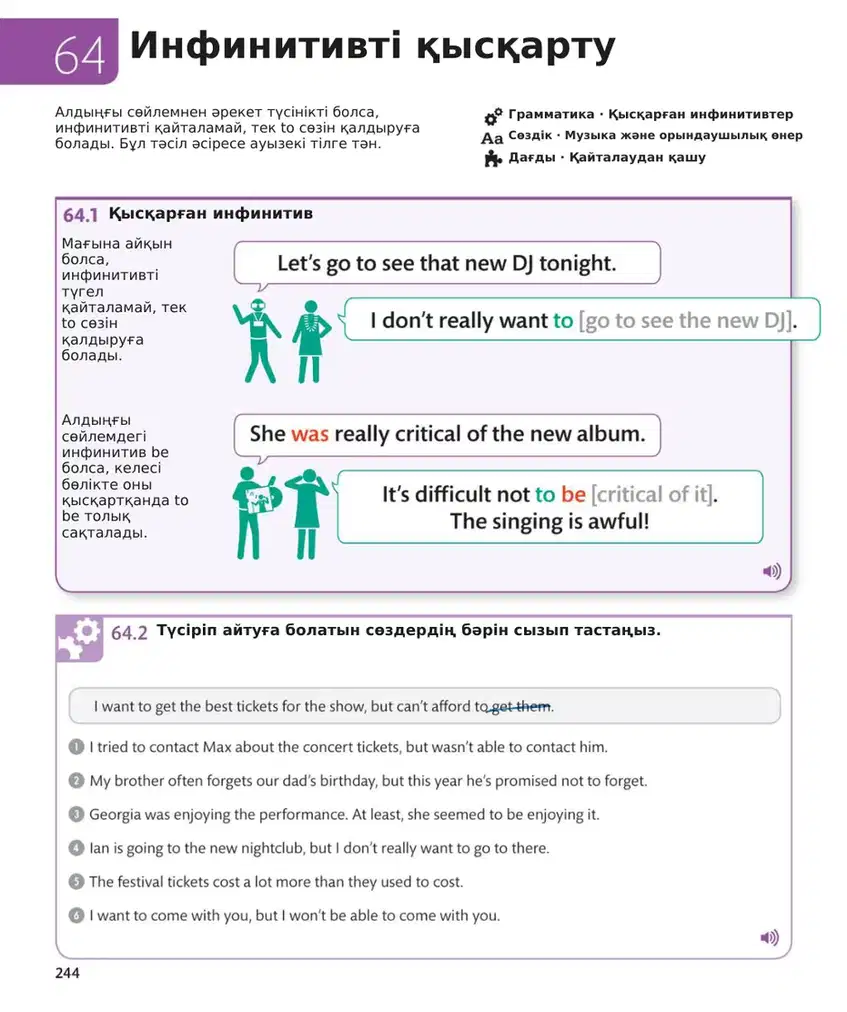 64
Инфинитивті қысқарту
Алдыңғы сөйлемнен әрекет түсінікті болса,
инфинитивті қайталамай, тек to сөзін қалдыруға
болады. Бұл тәсіл әсіресе ауызекі тілге тән.
Грамматика · Қысқарған инфинитивтер
Aa Сөздік · Музыка және орындаушылық өнер
Дағды · Қайталаудан қашу
64.1 Қысқарған инфинитив
Мағына айқын
болса,
инфинитивті
түгел
қайталамай, тек
to сөзін
қалдыруға
болады.
Let's go to see that new DJ tonight.
I don't really want to [go to see the new DJ].
Алдыңғы
сөйлемдегі
инфинитив be
болса, келесі
бөлікте оны
қысқартқанда to
be толық
сақталады.
She was really critical of the new album.
It's difficult not to be [critical of it].
The singing is awful!
64.2 Түсіріп айтуға болатын сөздердің бәрін сызып тастаңыз.
I want to get the best tickets for the show, but can't afford to get them.
1 I tried to contact Max about the concert tickets, but wasn't able to contact him.
2 My brother often forgets our dad's birthday, but this year he's promised not to forget.
3 Georgia was enjoying the performance. At least, she seemed to be enjoying it.
4 Ian is going to the new nightclub, but I don't really want to go to there.
5 The festival tickets cost a lot more than they used to cost.
6 I want to come with you, but I won't be able to come with you.
244